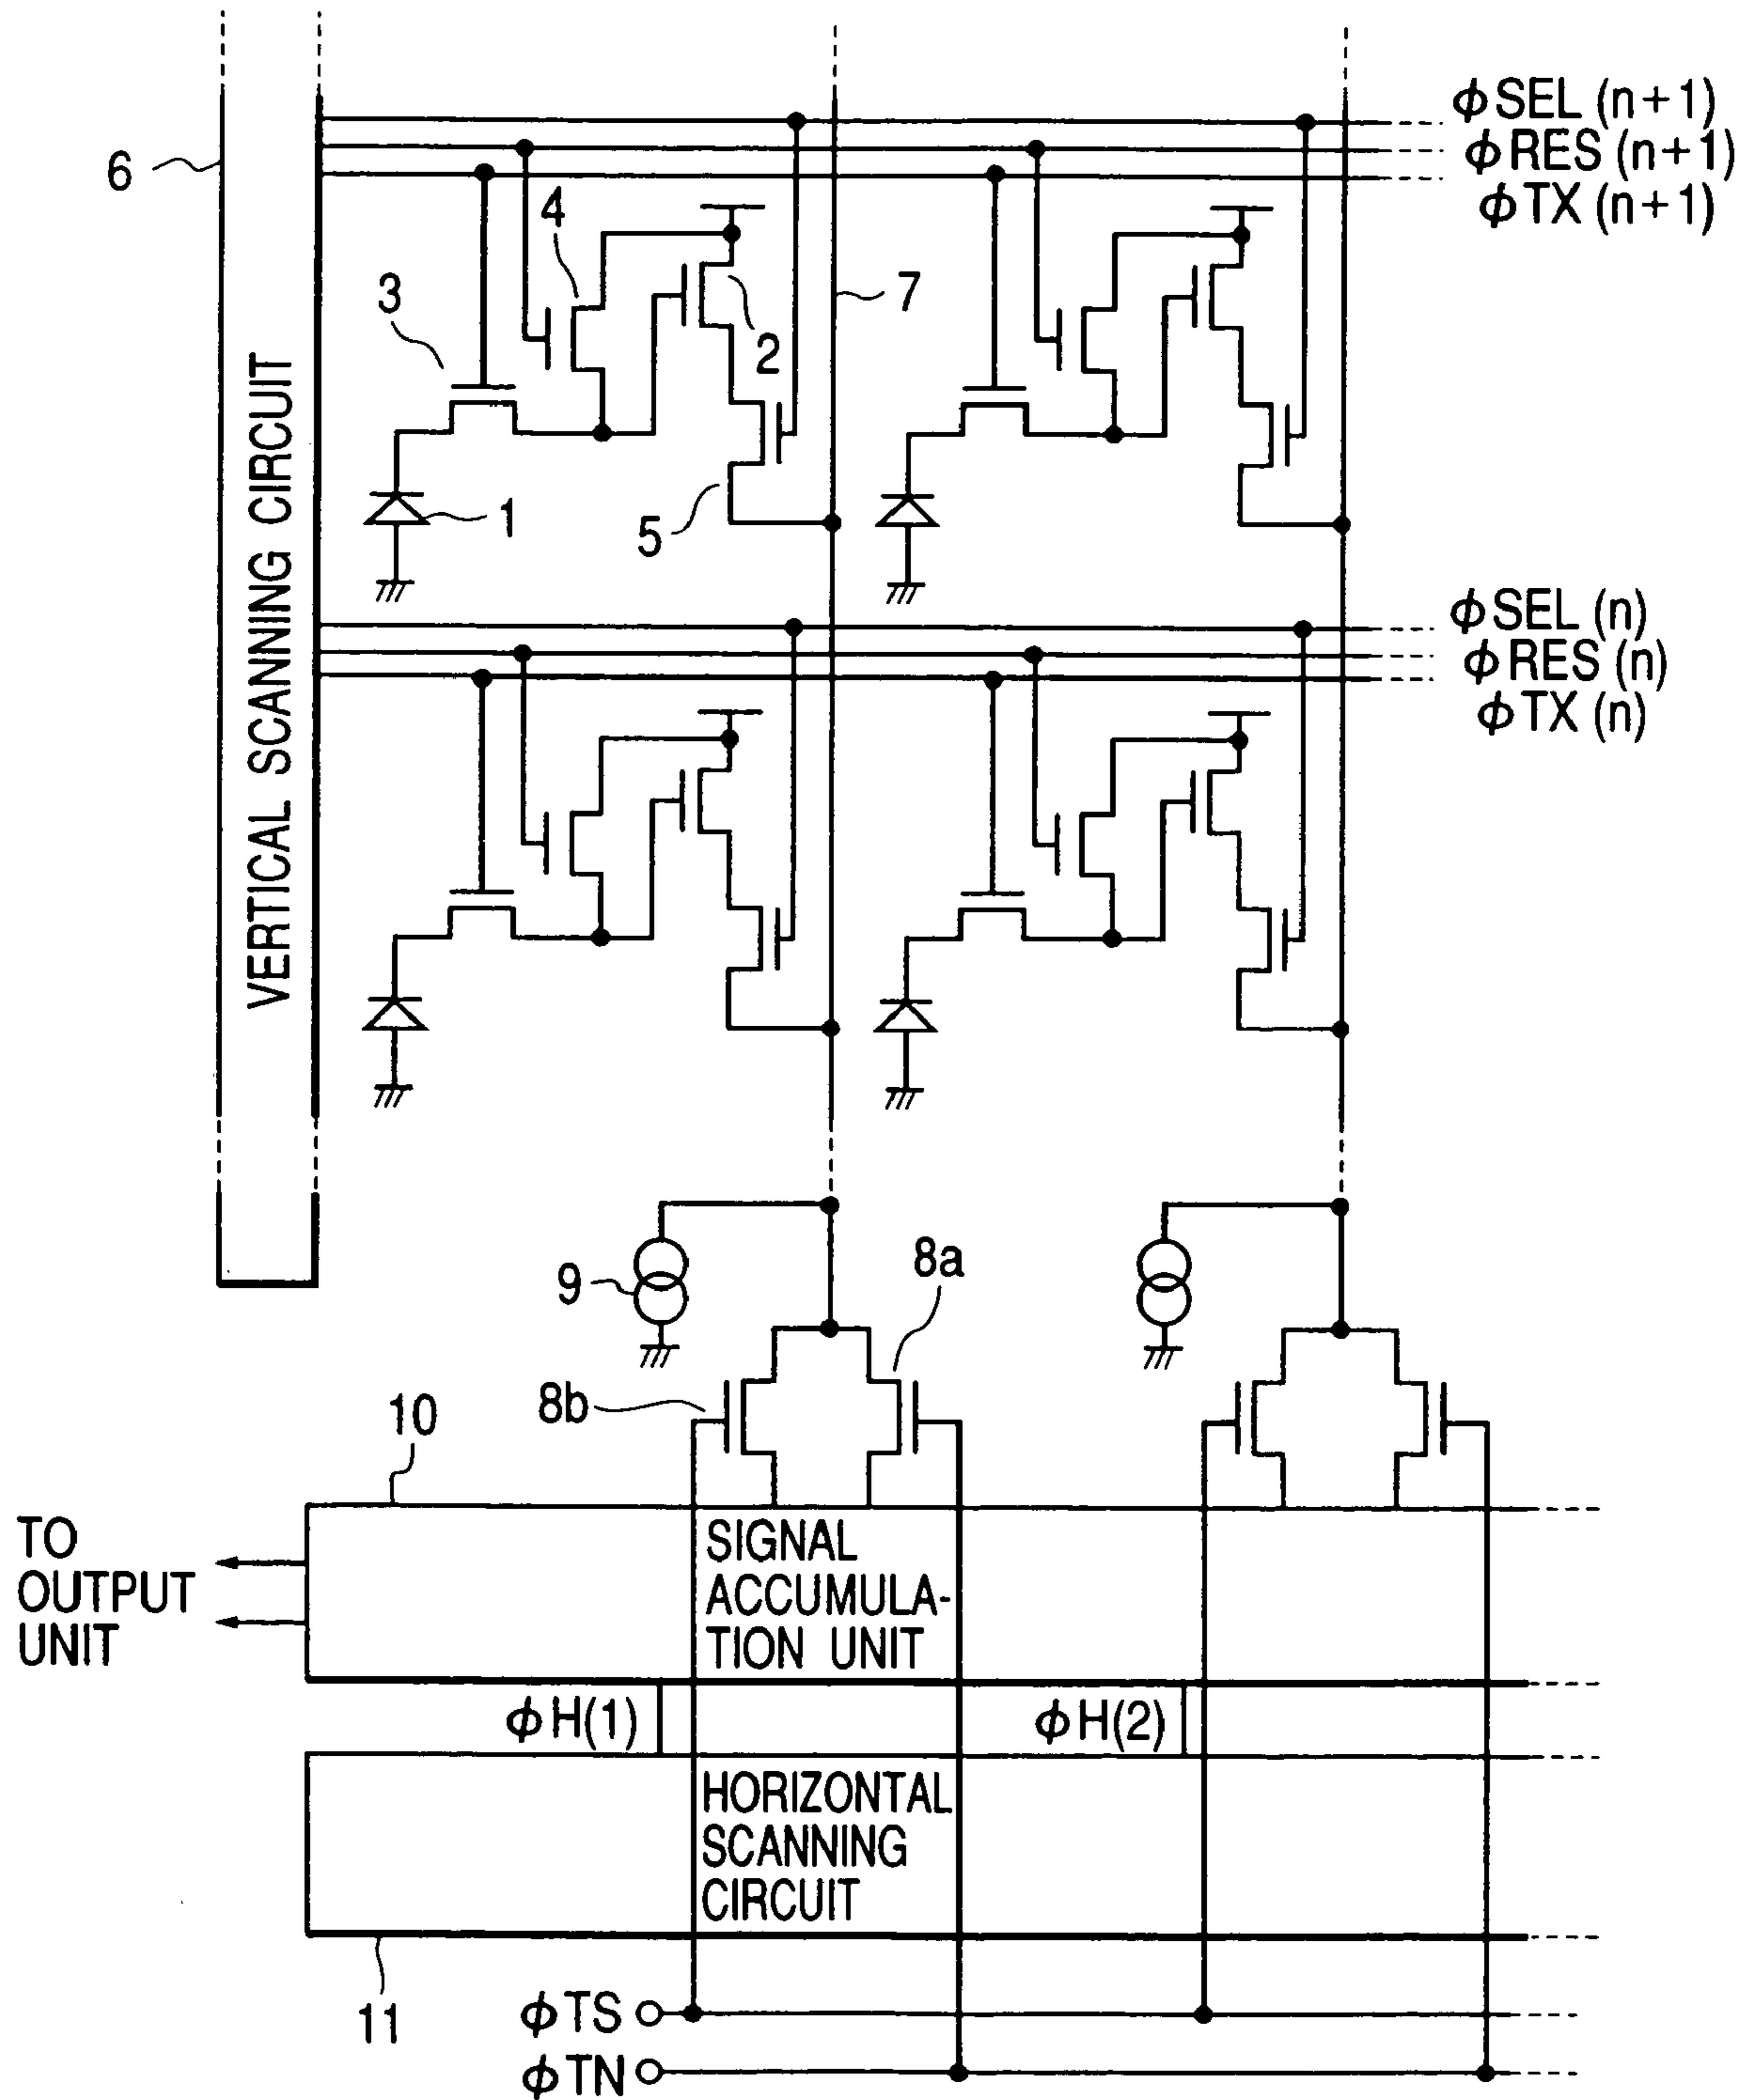 φSEL (n+1)
φRES (n+1)
φTX (n+1)
6
4
3
7
2
1
5
VERTICAL SCANNING CIRCUIT
φSEL (n)
φRES (n)
φTX (n)
8a
9
8b
10
TO
OUTPUT
UNIT
SIGNAL
ACCUMULA-
TION UNIT
φH(1)
φH(2)
HORIZONTAL
SCANNING
CIRCUIT
11
φTS
φTN